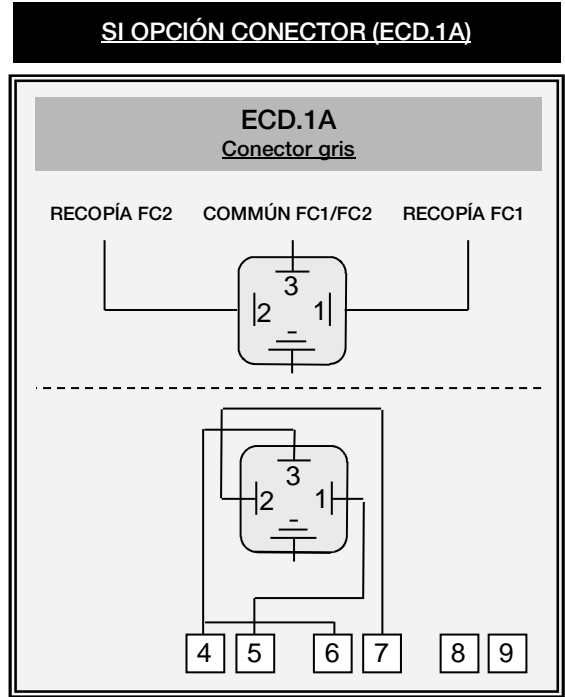 SI OPCIÓN CONECTOR (ECD.1A)
ECD.1A
Conector gris
RECOPÍA FC2 COMMÚN FC1/FC2 RECOPÍA FC1
3
2 1
3
2 1
4 5 6 7 8 9